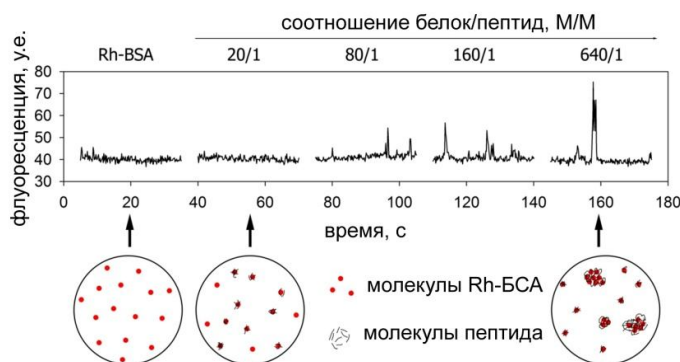 соотношение белок/пептид, М/М
Rh-BSA 20/1 80/1 160/1 640/1
флуоресценция, у.е.
80
70
60
50
40
30
0 20 40 60 80 100 120 140 160 180
время, с
молекулы Rh-БСА
молекулы пептида